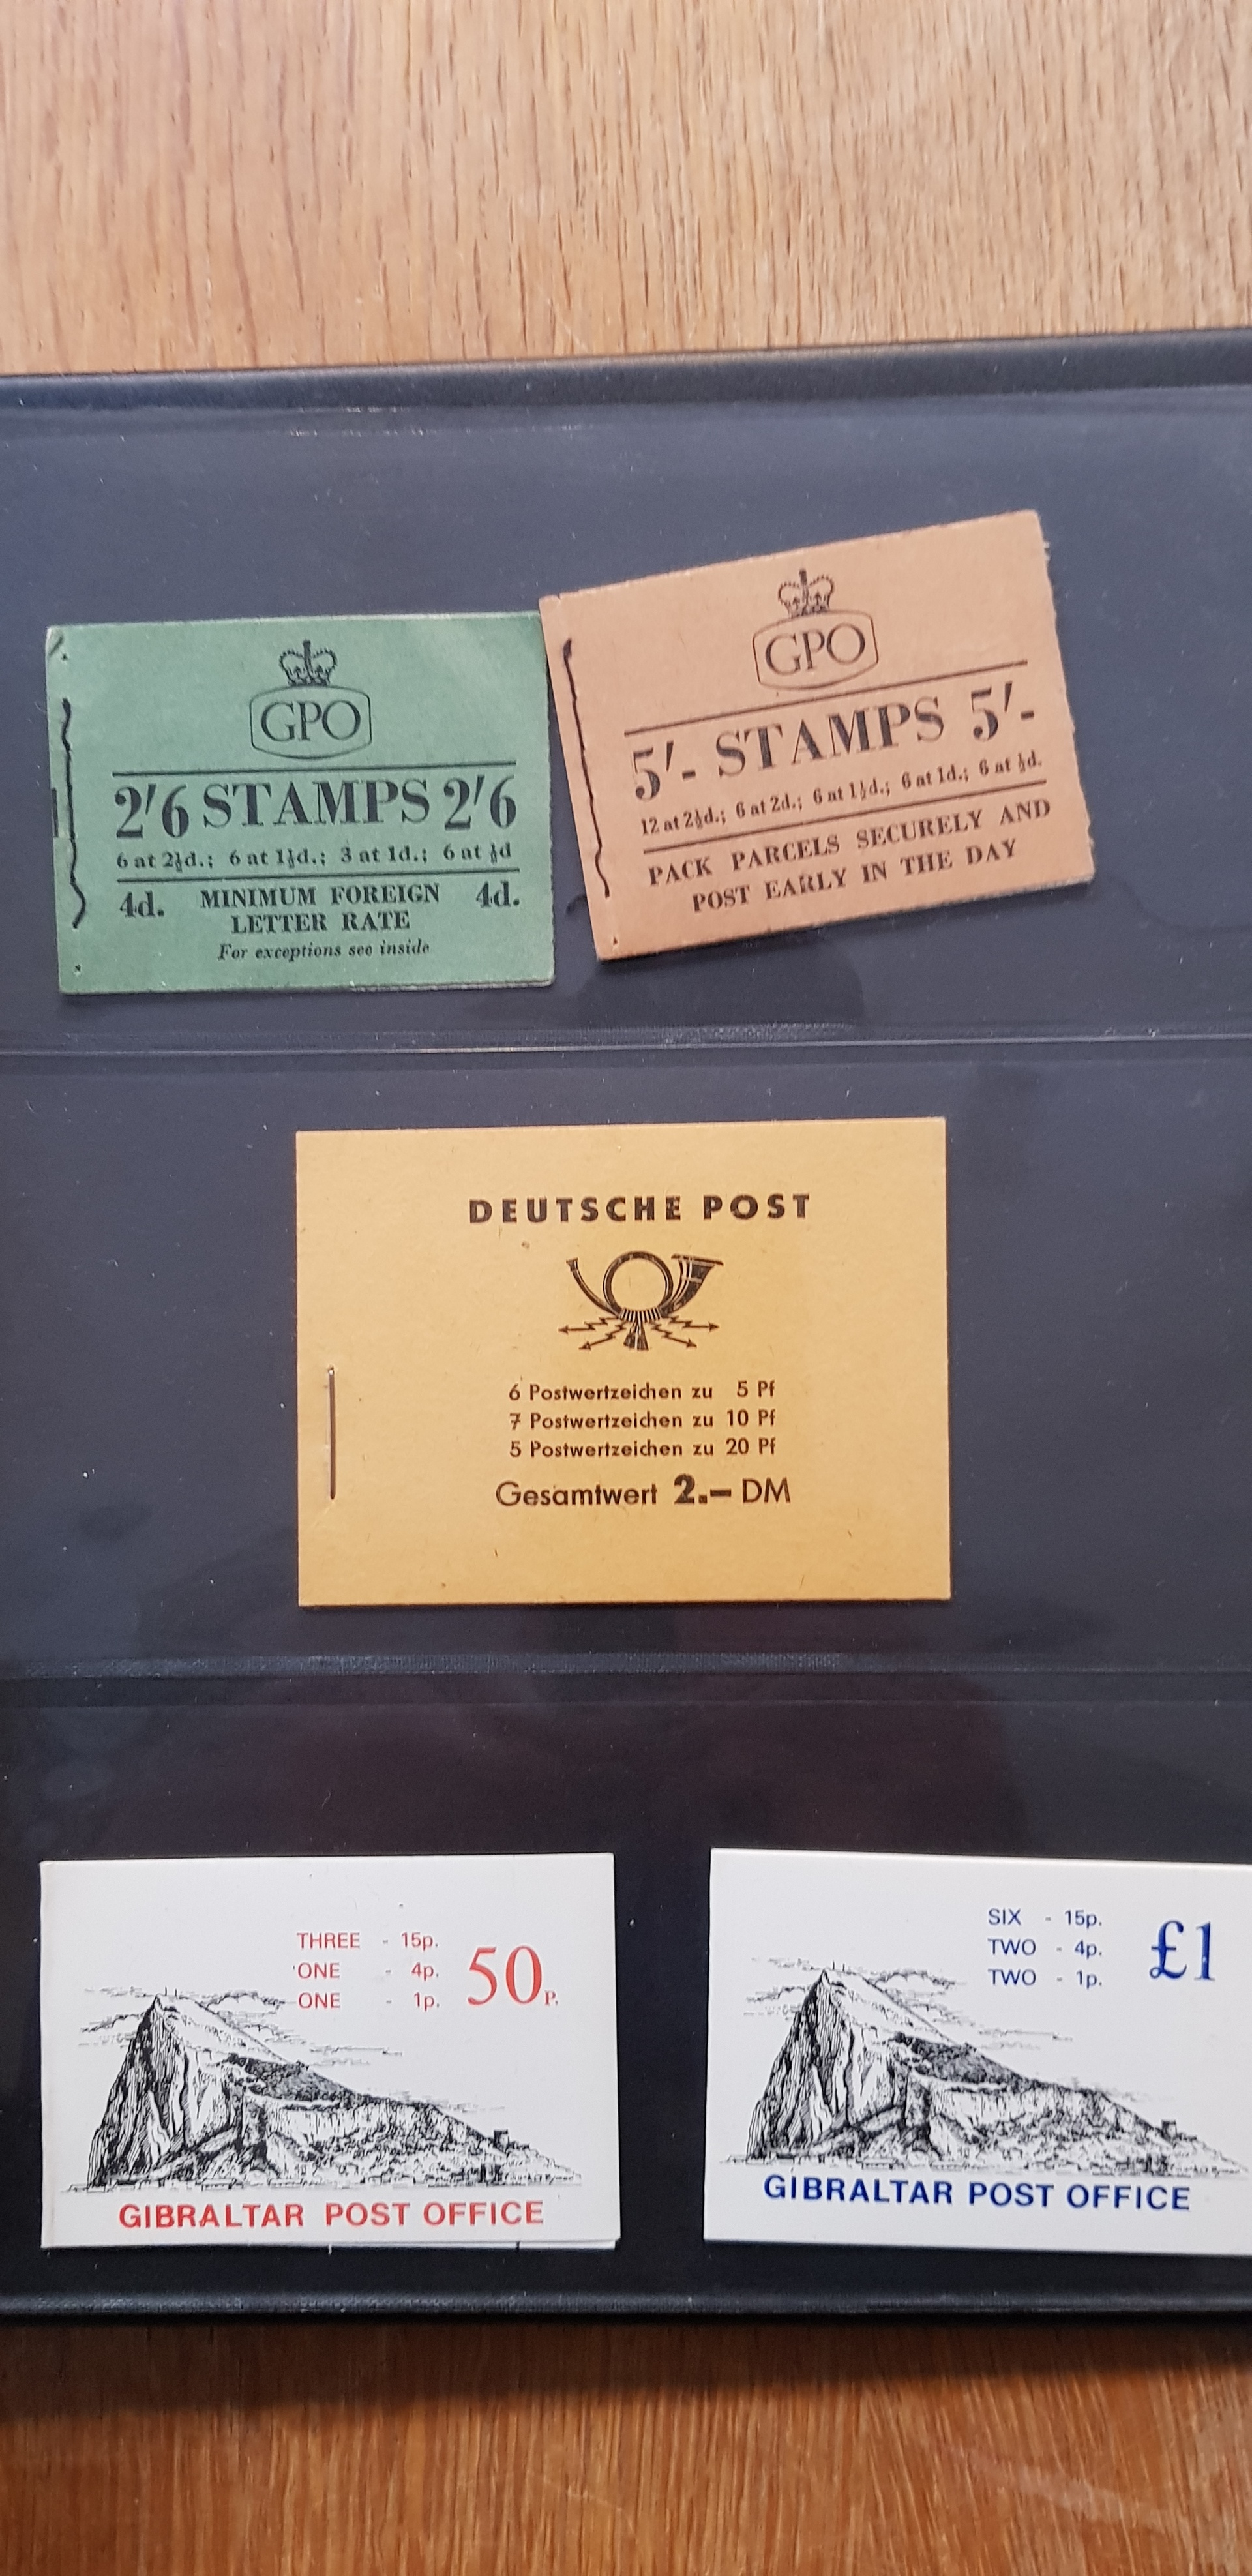 GPO
2'6 STAMPS 2'6
6 at 2½d.; 6 at 1½d.; 3 at 1d.; 6 at ½d
4d. MINIMUM FOREIGN 4d.
LETTER RATE
For exceptions see inside
GPO
5'- STAMPS 5'-
12 at 2½d.; 6 at 2d.; 6 at 1½d.; 6 at 1d.; 6 at ½d.
PACK PARCELS SECURELY AND
POST EARLY IN THE DAY
DEUTSCHE POST
6 Postwertzeichen zu 5 Pf
7 Postwertzeichen zu 10 Pf
5 Postwertzeichen zu 20 Pf
Gesamtwert 2.– DM
THREE - 15p.
ONE - 4p.
ONE - 1p.
50P.
GIBRALTAR POST OFFICE
SIX - 15p.
TWO - 4p.
TWO - 1p.
£1
GIBRALTAR POST OFFICE